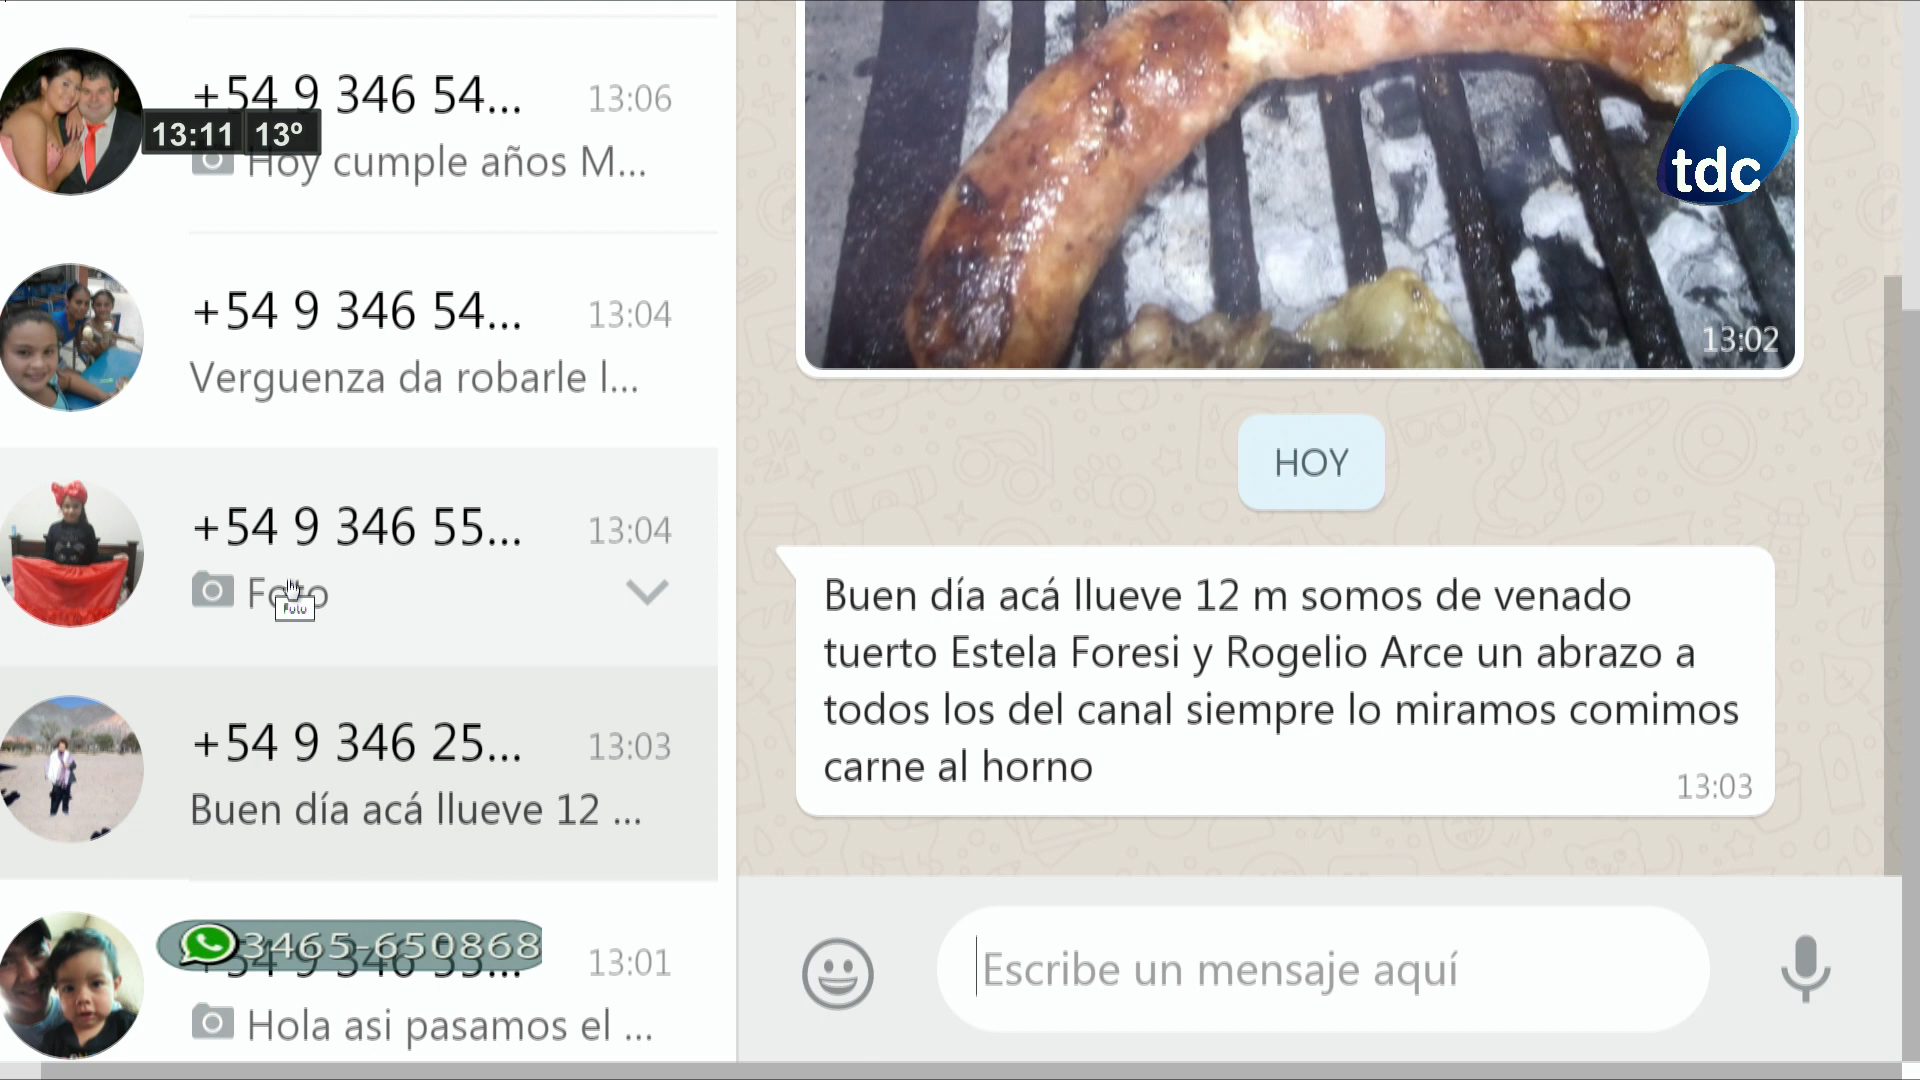 +54 9 346 54... 13:06
13:11 13º
Hoy cumple años M...
+54 9 346 54... 13:04
Verguenza da robarle l...
+54 9 346 55... 13:04
Foto
Foto
+54 9 346 25... 13:03
Buen día acá llueve 12 ...
3465-650868
+54 9 346 53... 13:01
Hola asi pasamos el ...
tdc
13:02
HOY
Buen día acá llueve 12 m somos de venado
tuerto Estela Foresi y Rogelio Arce un abrazo a
todos los del canal siempre lo miramos comimos
carne al horno
13:03
Escribe un mensaje aquí